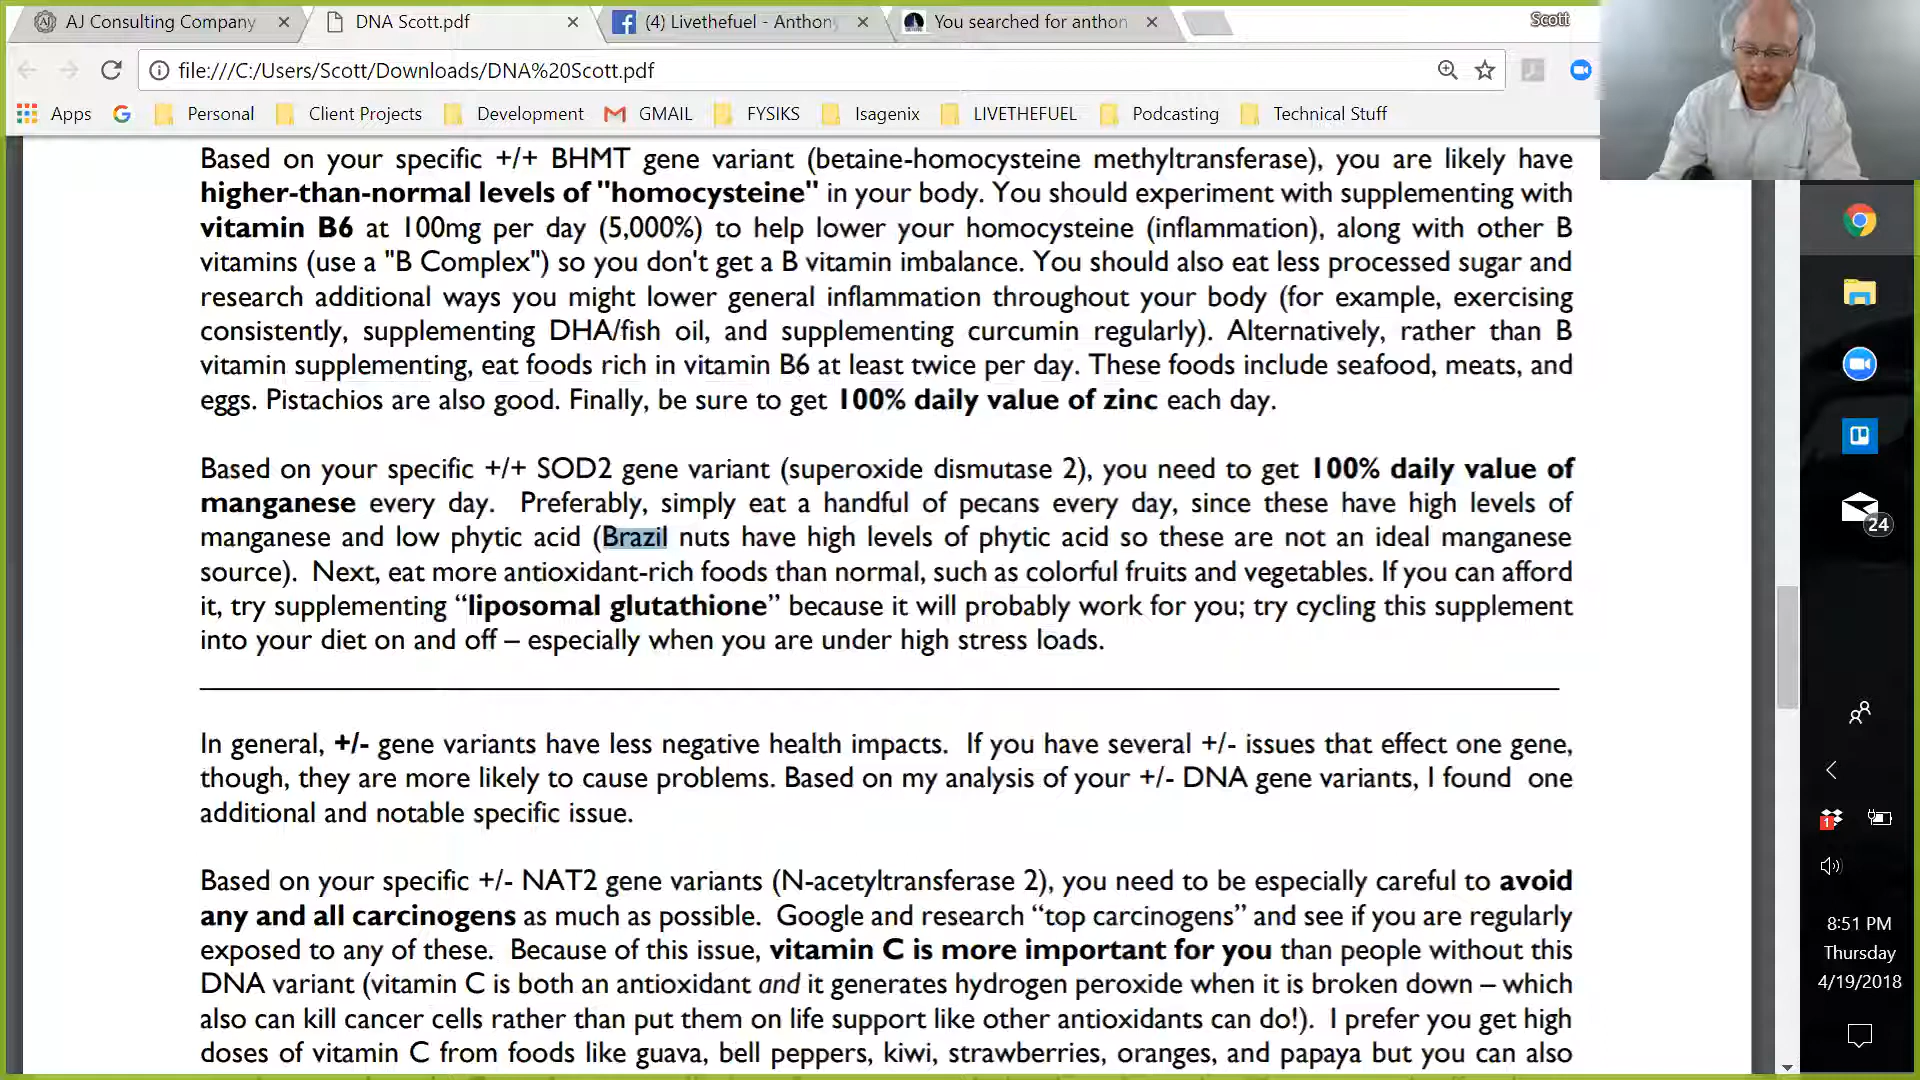 AJ Consulting Company
DNA Scott.pdf
(4) Livethefuel - Anthony
You searched for anthon
Scott
file:///C:/Users/Scott/Downloads/DNA%20Scott.pdf
Apps
Personal
Client Projects
Development
GMAIL
FYSIKS
Isagenix
LIVETHEFUEL
Podcasting
Technical Stuff
Based on your specific +/+ BHMT gene variant (betaine-homocysteine methyltransferase), you are likely have
higher-than-normal levels of "homocysteine" in your body. You should experiment with supplementing with
vitamin B6 at 100mg per day (5,000%) to help lower your homocysteine (inflammation), along with other B
vitamins (use a "B Complex") so you don't get a B vitamin imbalance. You should also eat less processed sugar and
research additional ways you might lower general inflammation throughout your body (for example, exercising
consistently, supplementing DHA/fish oil, and supplementing curcumin regularly). Alternatively, rather than B
vitamin supplementing, eat foods rich in vitamin B6 at least twice per day. These foods include seafood, meats, and
eggs. Pistachios are also good. Finally, be sure to get 100% daily value of zinc each day.
Based on your specific +/+ SOD2 gene variant (superoxide dismutase 2), you need to get 100% daily value of
manganese every day. Preferably, simply eat a handful of pecans every day, since these have high levels of
manganese and low phytic acid (Brazil nuts have high levels of phytic acid so these are not an ideal manganese
source). Next, eat more antioxidant-rich foods than normal, such as colorful fruits and vegetables. If you can afford
it, try supplementing “liposomal glutathione” because it will probably work for you; try cycling this supplement
into your diet on and off – especially when you are under high stress loads.
In general, +/- gene variants have less negative health impacts. If you have several +/- issues that effect one gene,
though, they are more likely to cause problems. Based on my analysis of your +/- DNA gene variants, I found one
additional and notable specific issue.
Based on your specific +/- NAT2 gene variants (N-acetyltransferase 2), you need to be especially careful to avoid
any and all carcinogens as much as possible. Google and research “top carcinogens” and see if you are regularly
exposed to any of these. Because of this issue, vitamin C is more important for you than people without this
DNA variant (vitamin C is both an antioxidant and it generates hydrogen peroxide when it is broken down – which
also can kill cancer cells rather than put them on life support like other antioxidants can do!). I prefer you get high
doses of vitamin C from foods like guava, bell peppers, kiwi, strawberries, oranges, and papaya but you can also
24
1
8:51 PM
Thursday
4/19/2018